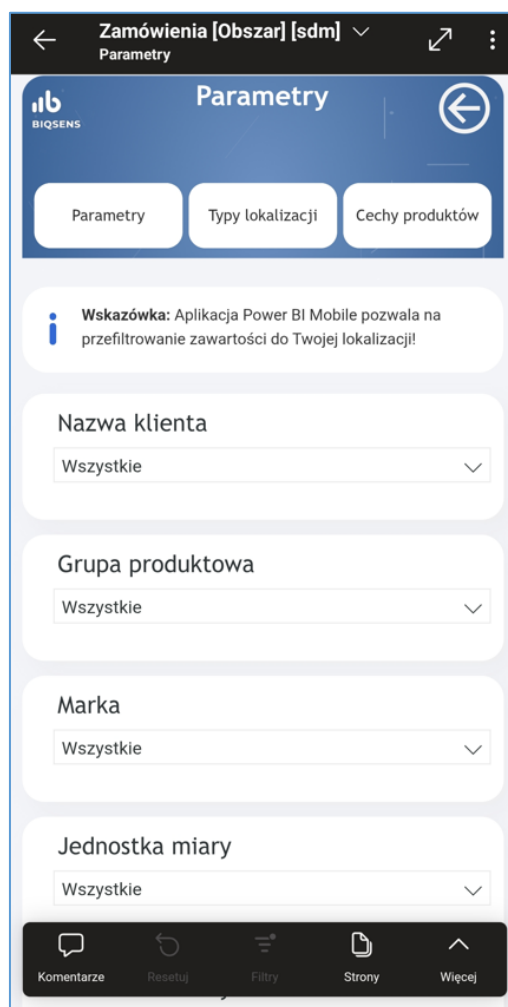 Zamówienia [Obszar] [sdm]
Parametry
Parametry
BIQSENS
Parametry
Typy lokalizacji
Cechy produktów
Wskazówka: Aplikacja Power BI Mobile pozwala na
przefiltrowanie zawartości do Twojej lokalizacji!
Nazwa klienta
Wszystkie
Grupa produktowa
Wszystkie
Marka
Wszystkie
Jednostka miary
Wszystkie
Komentarze
Resetuj
Filtry
Strony
Więcej